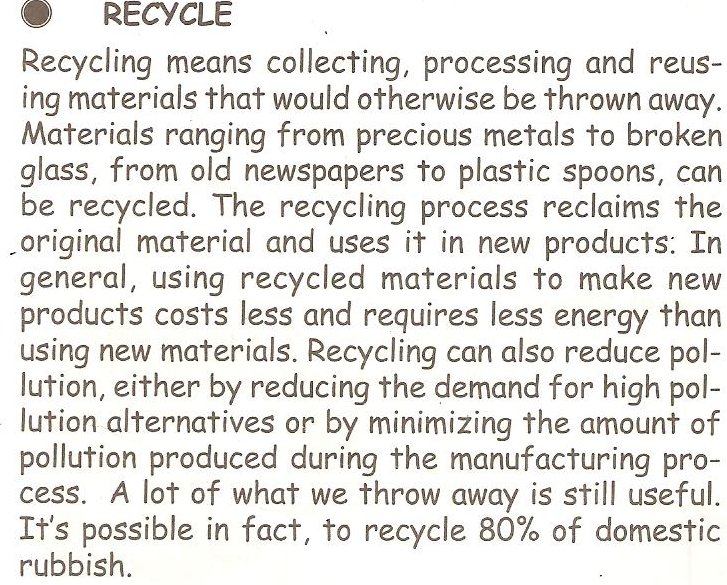 RECYCLE
Recycling means collecting, processing and reus-
ing materials that would otherwise be thrown away.
Materials ranging from precious metals to broken
glass, from old newspapers to plastic spoons, can
be recycled. The recycling process reclaims the
original material and uses it in new products: In
general, using recycled materials to make new
products costs less and requires less energy than
using new materials. Recycling can also reduce pol-
lution, either by reducing the demand for high pol-
lution alternatives or by minimizing the amount of
pollution produced during the manufacturing pro-
cess. A lot of what we throw away is still useful.
It's possible in fact, to recycle 80% of domestic
rubbish.